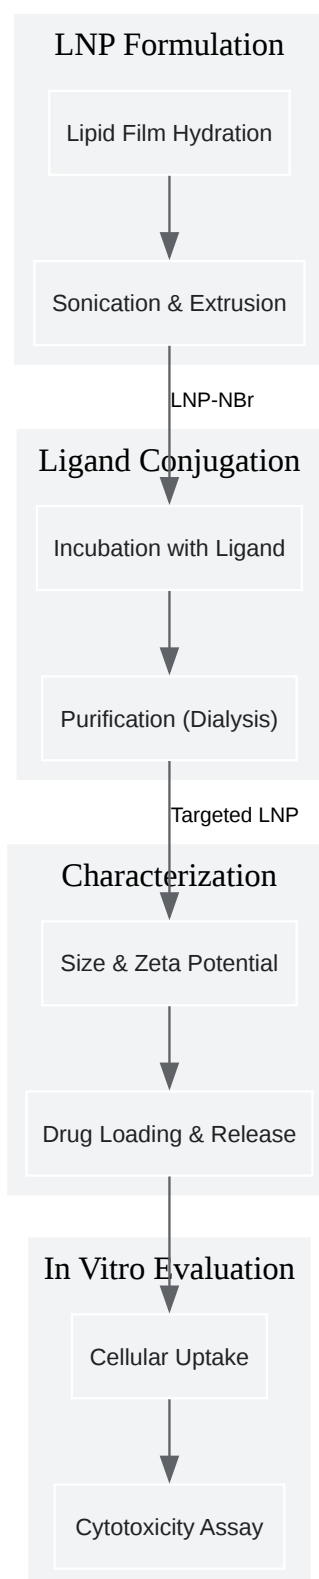 LNP Formulation
Lipid Film Hydration
Sonication & Extrusion
LNP-NBr
Ligand Conjugation
Incubation with Ligand
Purification (Dialysis)
Targeted LNP
Characterization
Size & Zeta Potential
Drug Loading & Release
In Vitro Evaluation
Cellular Uptake
Cytotoxicity Assay